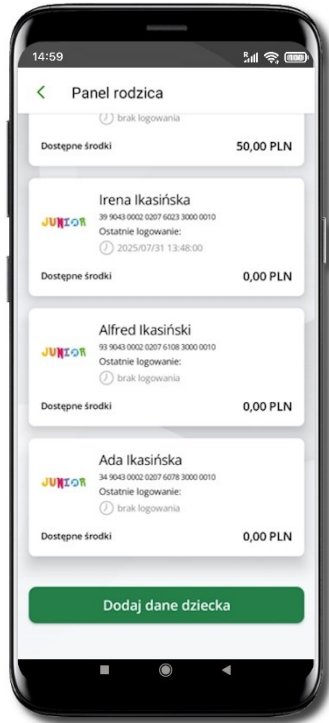 14:59
R
Panel rodzica
brak logowania
Dostępne środki
50,00 PLN
Irena Ikasińska
JUNIOR
39 9043 0002 0207 6023 3000 0010
Ostatnie logowanie:
2025/07/31 13:48:00
Dostępne środki
0,00 PLN
Alfred Ikasiński
JUNIOR
93 9043 0002 0207 6108 3000 0010
Ostatnie logowanie:
brak logowania
Dostępne środki
0,00 PLN
Ada Ikasińska
JUNIOR
34 9043 0002 0207 6078 3000 0010
Ostatnie logowanie:
brak logowania
Dostępne środki
0,00 PLN
Dodaj dane dziecka